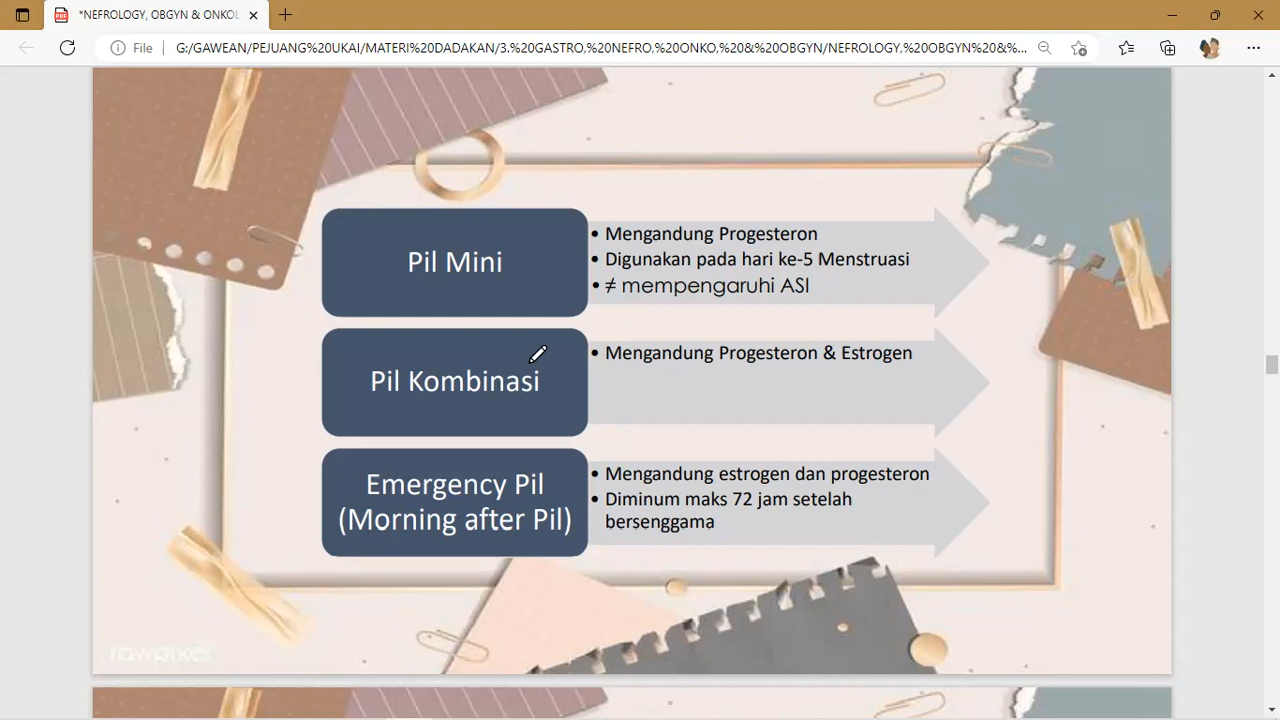 *NEFROLOGY, OBGYN & ONKOL
File
G:/GAWEAN/PEJUANG%20UKAI/MATERI%20DADAKAN/3.%20GASTRO,%20NEFRO,%20ONKO,%20&%20OBGYN/NEFROLOGY,%20OBGYN%20&%...
Pil Mini
• Mengandung Progesteron
• Digunakan pada hari ke-5 Menstruasi
• ≠ mempengaruhi ASI
Pil Kombinasi
• Mengandung Progesteron & Estrogen
Emergency Pil
(Morning after Pil)
• Mengandung estrogen dan progesteron
• Diminum maks 72 jam setelah
bersenggama
rawpixel